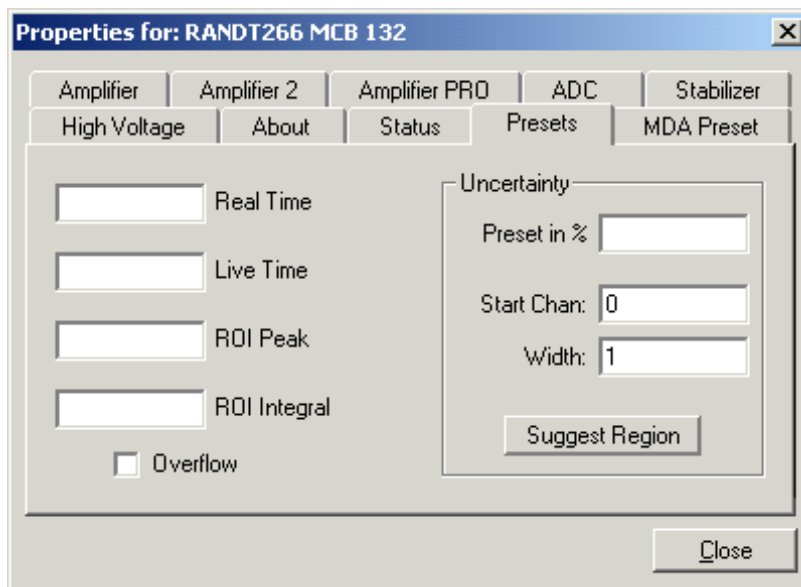 Properties for: RANDT266 MCB 132
Amplifier
Amplifier 2
Amplifier PRO
ADC
Stabilizer
High Voltage
About
Status
Presets
MDA Preset
Real Time
Live Time
ROI Peak
ROI Integral
Overflow
Uncertainty
Preset in %
Start Chan: 0
Width: 1
Suggest Region
Close